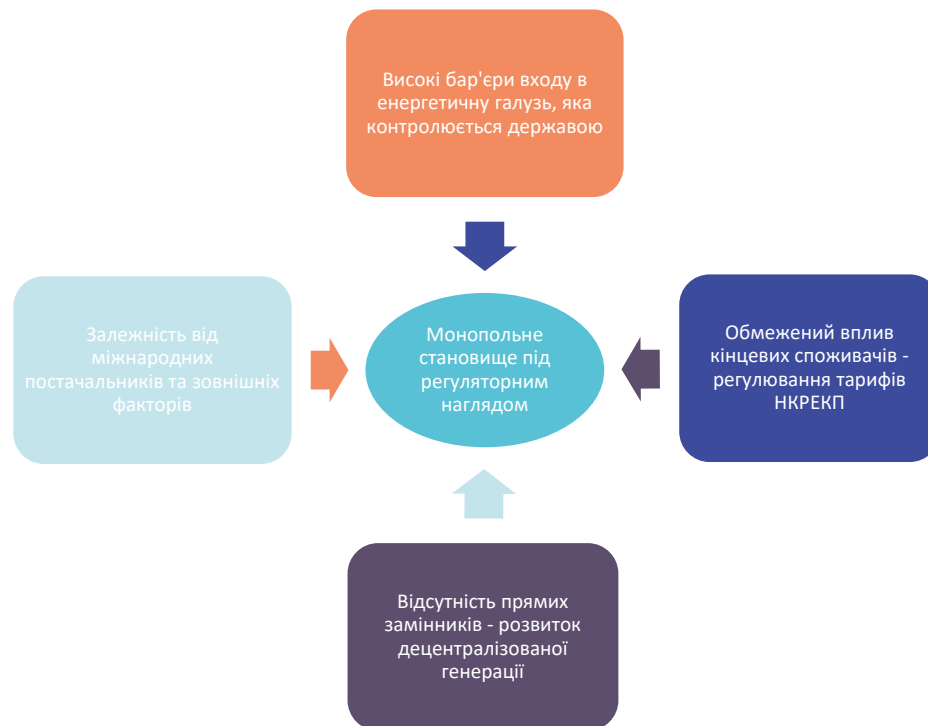 Високі бар'єри входу в
енергетичну галузь, яка
контролюється державою
Залежність від
міжнародних
постачальників та зовнішніх
факторів
Монопольне
становище під
регуляторним
наглядом
Обмежений вплив
кінцевих споживачів -
регулювання тарифів
НКРЕКП
Відсутність прямих
замінників - розвиток
децентралізованої
генерації